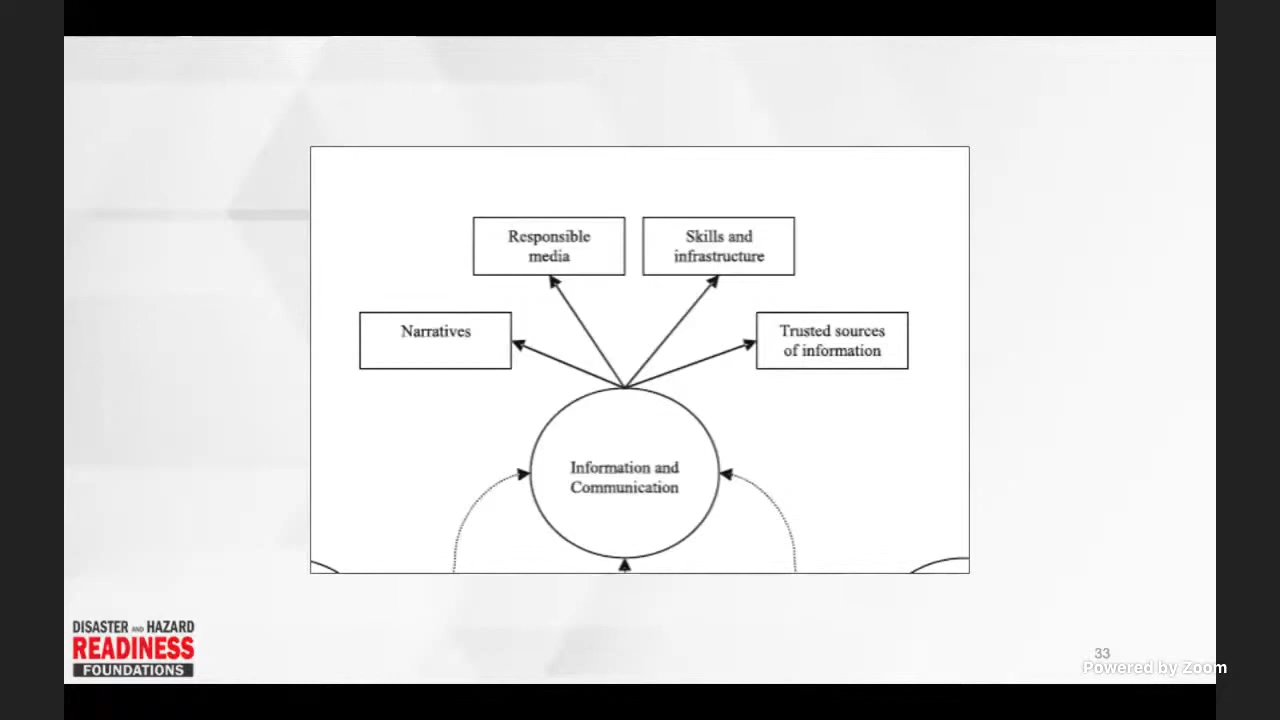 Responsible
media
Skills and
infrastructure
Narratives
Trusted sources
of information
Information and
Communication
DISASTER AND HAZARD
READINESS
FOUNDATIONS
33
Powered by Zoom